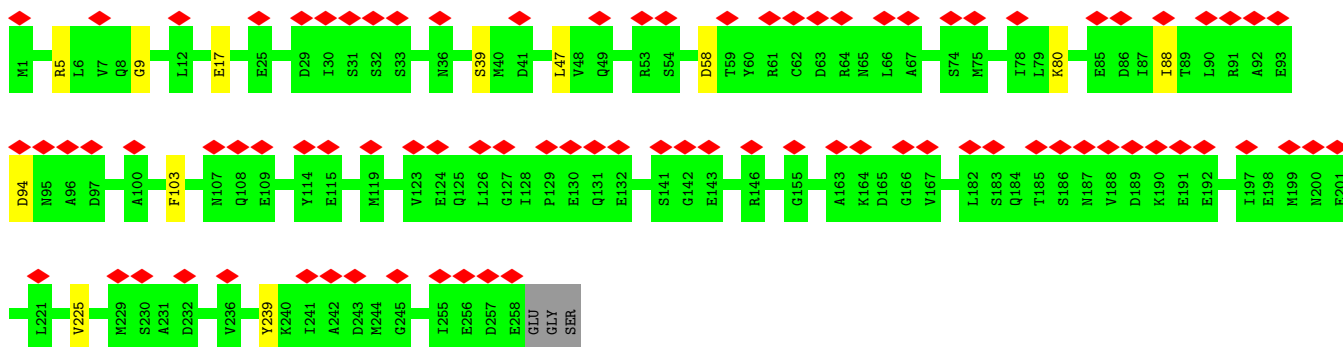 M1 R5 L6 V7 Q8 G9 L12 E17 E25 D29 I30 S31 S32 S33 N36 S39 M40 D41 L47 V48 Q49 R53 S54 D58 T59 Y60 R61 C62 D63 R64 N65 L66 A67 S74 M75 I78 L79 K80 E85 D86 I87 I88 T89 L90 R91 A92 E93
D94 N95 A96 D97 A100 F103 N107 Q108 E109 Y114 E115 M119 V123 E124 Q125 L126 G127 I128 P129 E130 Q131 E132 S141 G142 E143 R146 G155 A163 K164 D165 G166 V167 L182 S183 Q184 T185 S186 N187 V188 D189 K190 E191 E192 I197 E198 M199 N200 E201
L221 V225 M229 S230 A231 D232 V236 Y239 K240 I241 A242 D243 M244 G245 I255 E256 D257 E258 GLU GLY SER